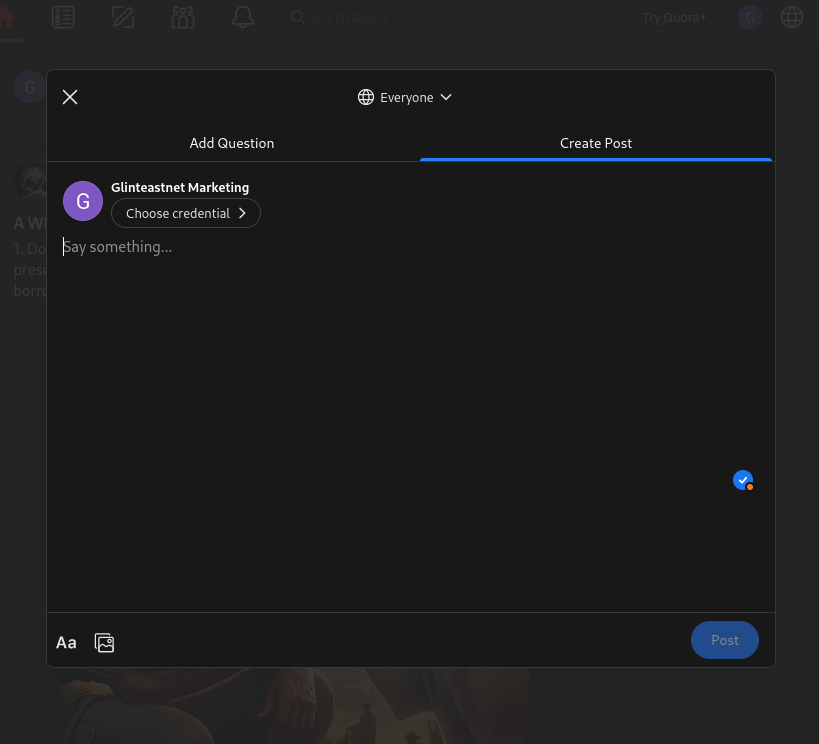 Search Quora
Try Quora+
G
G
Everyone
Add Question
Create Post
G
Glinteastnet Marketing
Choose credential
Say something...
1. Do
presu
borro
Aa
Post